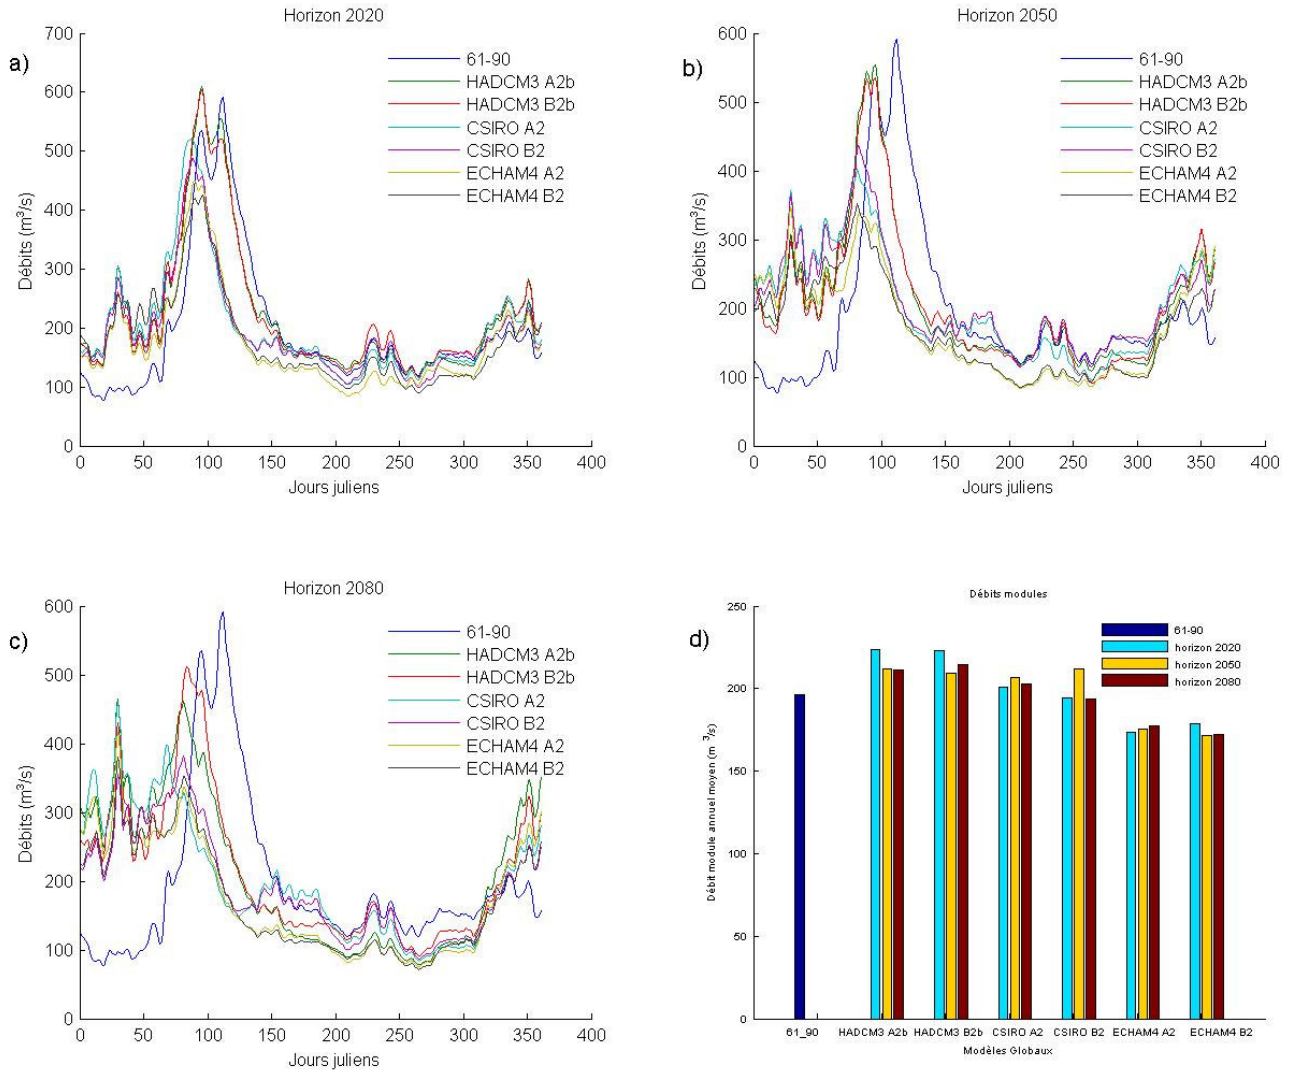 Horizon 2020
a)
700
600
500
400
300
200
100
0
Débits (m³/s)
61-90
HADCM3 A2b
HADCM3 B2b
CSIRO A2
CSIRO B2
ECHAM4 A2
ECHAM4 B2
0 50 100 150 200 250 300 350 400
Jours juliens
Horizon 2050
b)
600
500
400
300
200
100
0
Débits (m³/s)
61-90
HADCM3 A2b
HADCM3 B2b
CSIRO A2
CSIRO B2
ECHAM4 A2
ECHAM4 B2
0 50 100 150 200 250 300 350 400
Jours juliens
Horizon 2080
c)
600
500
400
300
200
100
0
Débits (m³/s)
61-90
HADCM3 A2b
HADCM3 B2b
CSIRO A2
CSIRO B2
ECHAM4 A2
ECHAM4 B2
0 50 100 150 200 250 300 350 400
Jours juliens
Débits modules
d)
250
200
150
100
50
0
Débit module annuel moyen (m³/s)
61-90
horizon 2020
horizon 2050
horizon 2080
61_90 HADCM3 A2b HADCM3 B2b CSIRO A2 CSIRO B2 ECHAM4 A2 ECHAM4 B2
Modèles Globaux